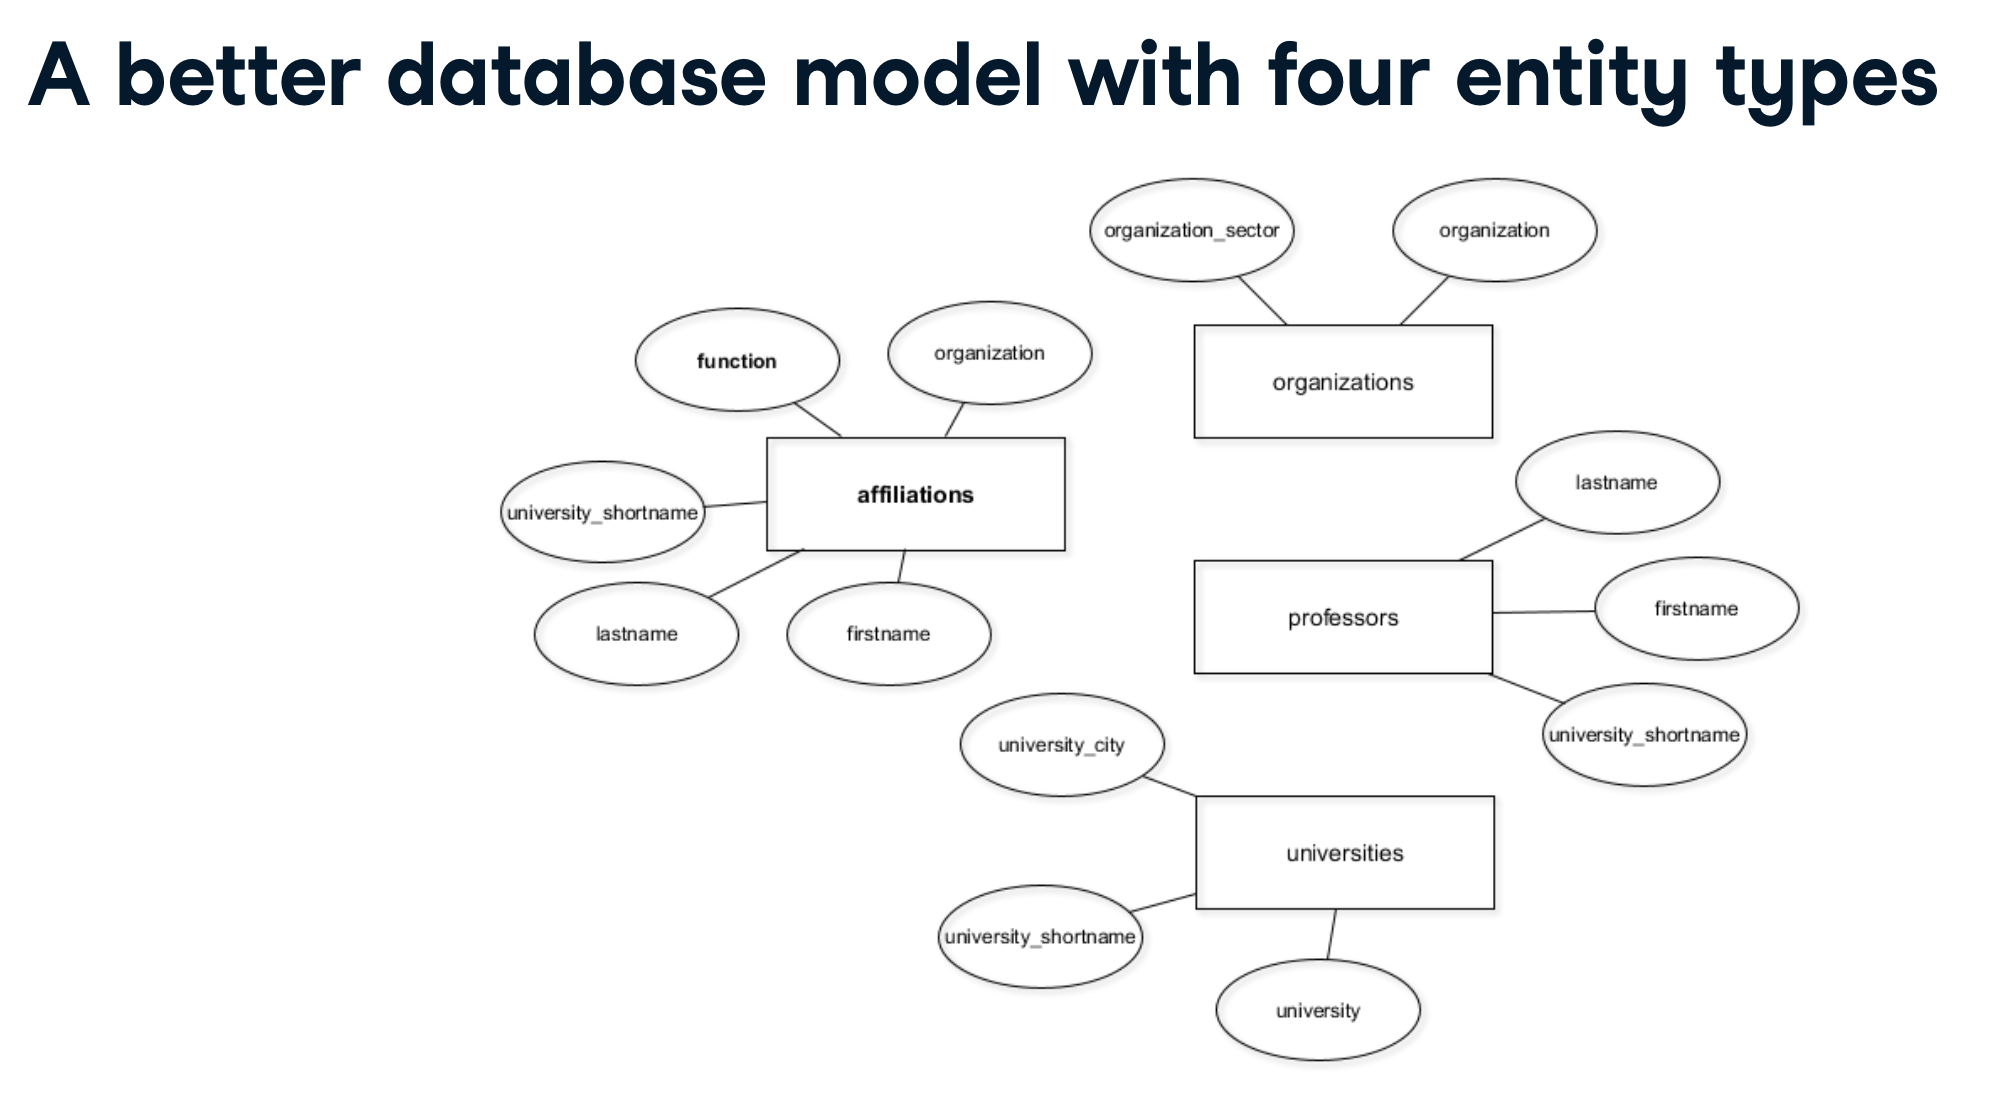 A better database model with four entity types
organization_sector
organization
function
organization
organizations
affiliations
lastname
university_shortname
firstname
professors
lastname
firstname
university_shortname
university_city
universities
university_shortname
university